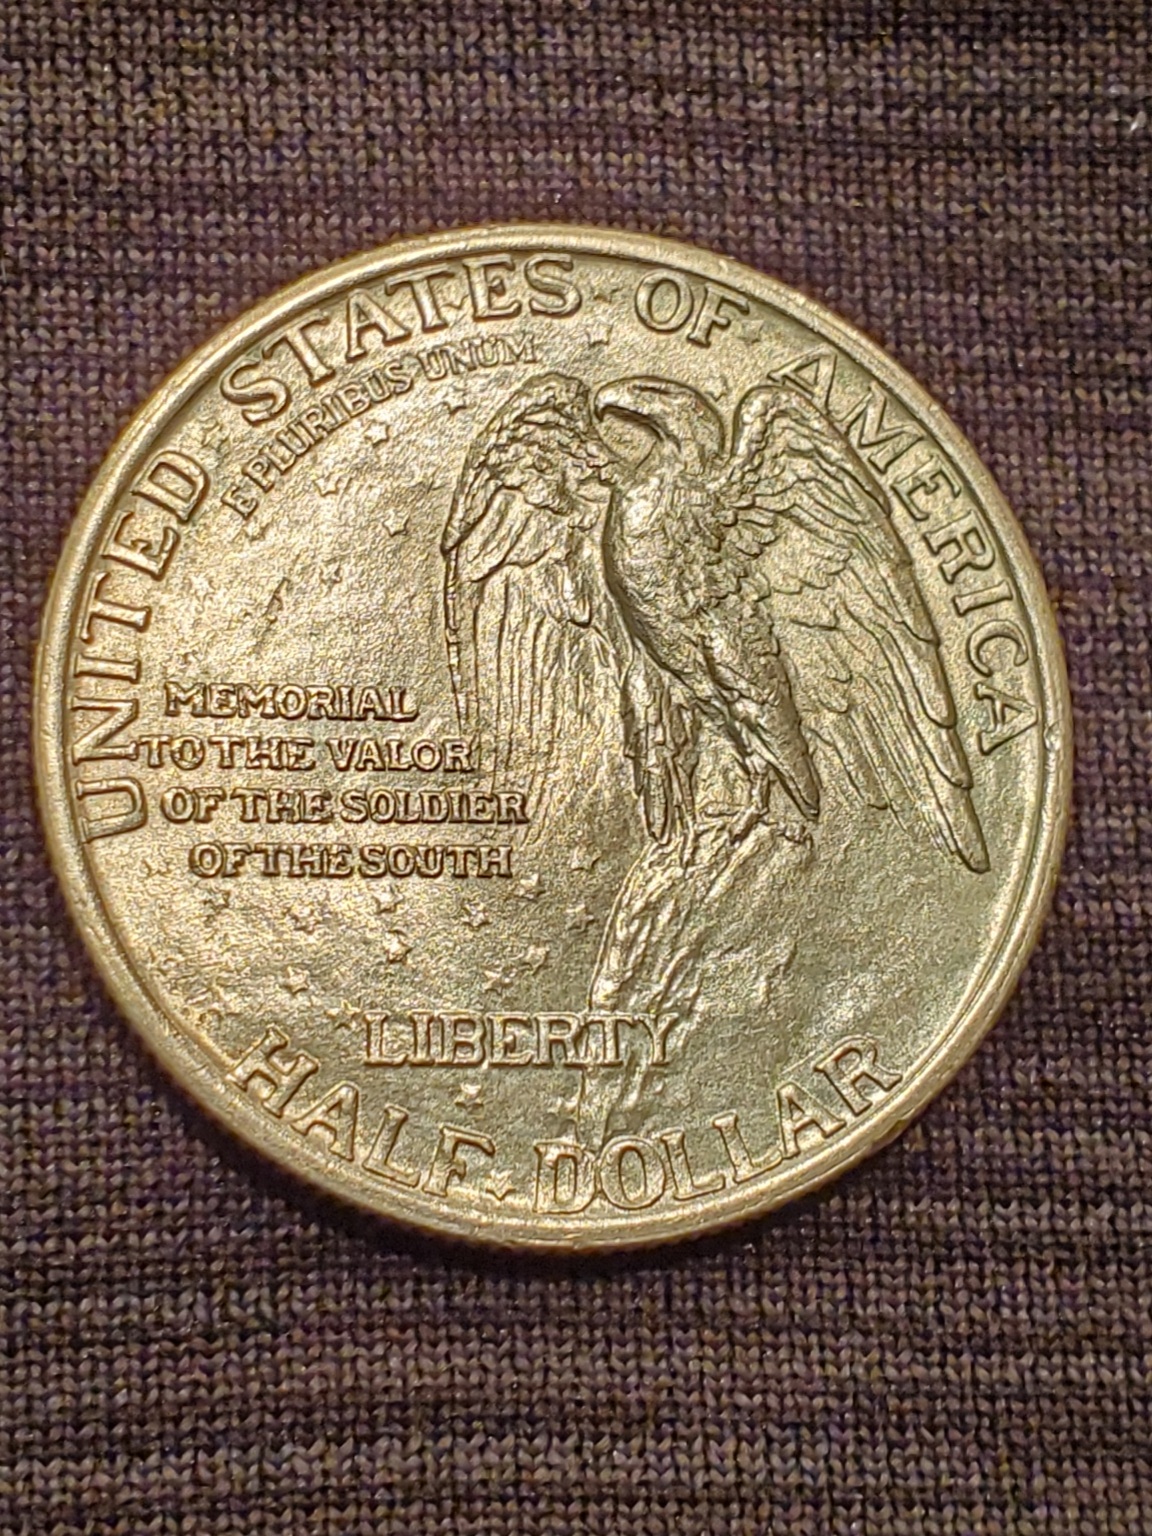 UNITED STATES OF AMERICA
E PLURIBUS UNUM
MEMORIAL
TO THE VALOR
OF THE SOLDIER
OF THE SOUTH
LIBERTY
HALF DOLLAR